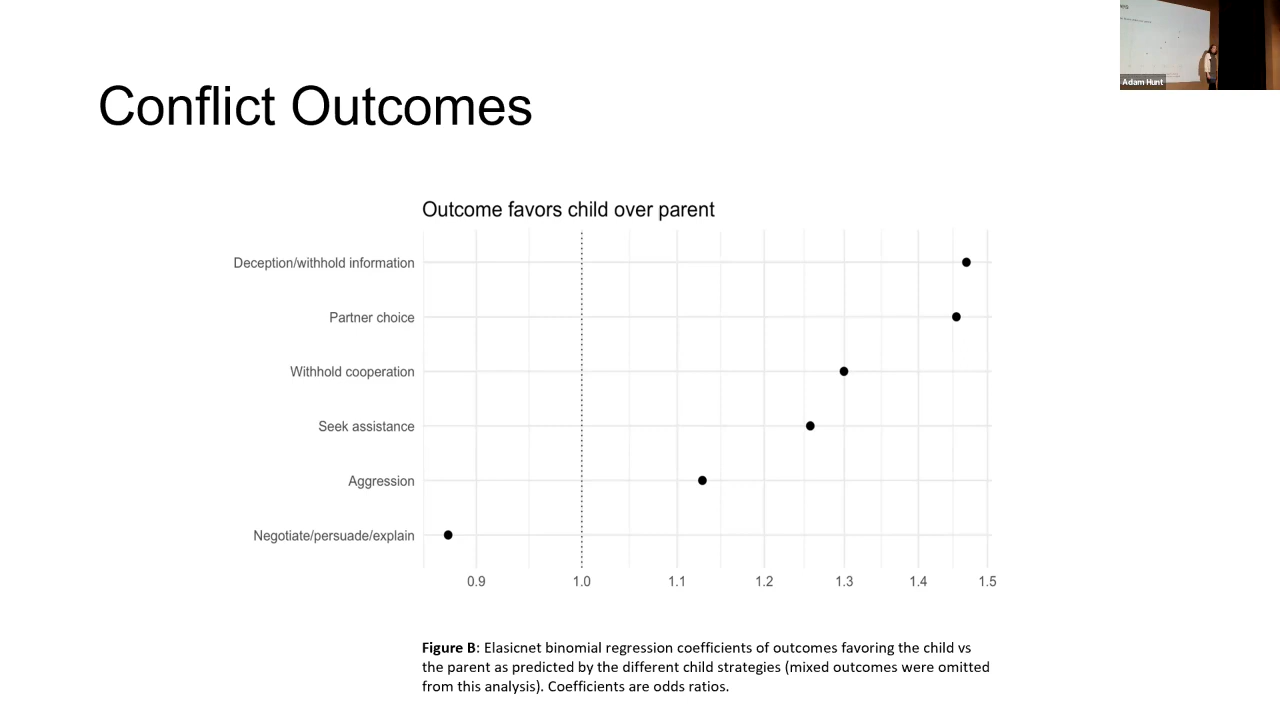 Adam Hunt
Conflict Outcomes
Outcome favors child over parent
Deception/withhold information
Partner choice
Withhold cooperation
Seek assistance
Aggression
Negotiate/persuade/explain
0.9 1.0 1.1 1.2 1.3 1.4 1.5
Figure B: Elasicnet binomial regression coefficients of outcomes favoring the child vs
the parent as predicted by the different child strategies (mixed outcomes were omitted
from this analysis). Coefficients are odds ratios.